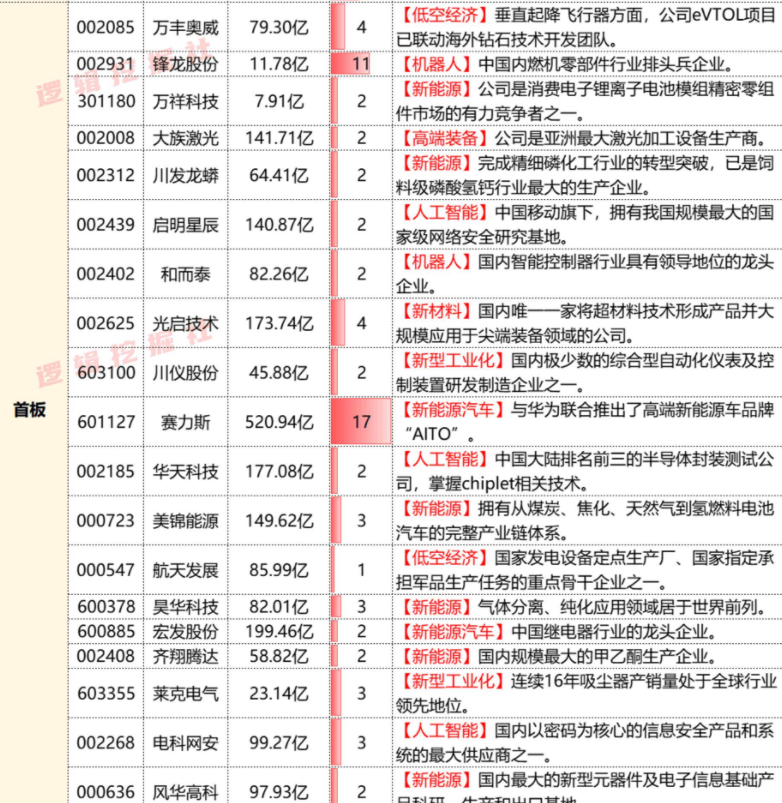 002085 万丰奥威 79.30亿 4 【低空经济】垂直起降飞行器方面，公司eVTOL项目
已联动海外钻石技术开发团队。
002931 锋龙股份 11.78亿 11 【机器人】中国内燃机零部件行业排头兵企业。
301180 万祥科技 7.91亿 2 【新能源】公司是消费电子锂离子电池模组精密零组
件市场的有力竞争者之一。
002008 大族激光 141.71亿 2 【高端装备】公司是亚洲最大激光加工设备生产商。
002312 川发龙蟒 64.41亿 2 【新能源】完成精细磷化工行业的转型突破，已是饲
料级磷酸氢钙行业最大的生产企业。
002439 启明星辰 140.87亿 2 【人工智能】中国移动旗下，拥有我国规模最大的国
家级网络安全研究基地。
002402 和而泰 82.26亿 2 【机器人】国内智能控制器行业具有领导地位的龙头
企业。
002625 光启技术 173.74亿 4 【新材料】国内唯一一家将超材料技术形成产品并大
规模应用于尖端装备领域的公司。
603100 川仪股份 45.88亿 2 【新型工业化】国内极少数的综合型自动化仪表及控
制装置研发制造企业之一。
首板
601127 赛力斯 520.94亿 17 【新能源汽车】与华为联合推出了高端新能源车品牌
“AITO”。
002185 华天科技 177.08亿 2 【人工智能】中国大陆排名前三的半导体封装测试公
司，掌握chiplet相关技术。
000723 美锦能源 149.62亿 3 【新能源】拥有从煤炭、焦化、天然气到氢燃料电池
汽车的完整产业链体系。
000547 航天发展 85.99亿 1 【低空经济】国家发电设备定点生产厂、国家指定承
担军品生产任务的重点骨干企业之一。
600378 昊华科技 82.01亿 3 【新能源】气体分离、纯化应用领域居于世界前列。
600885 宏发股份 199.46亿 2 【新能源汽车】中国继电器行业的龙头企业。
002408 齐翔腾达 58.82亿 2 【新能源】国内规模最大的甲乙酮生产企业。
603355 莱克电气 23.14亿 3 【新型工业化】连续16年吸尘器产销量处于全球行业
领先地位。
002268 电科网安 99.27亿 3 【人工智能】国内以密码为核心的信息安全产品和系
统的最大供应商之一。
000636 风华高科 97.93亿 2 【新能源】国内最大的新型元器件及电子信息基础产
品科研、生产和出口基地
逻辑挖掘社
逻辑挖掘社